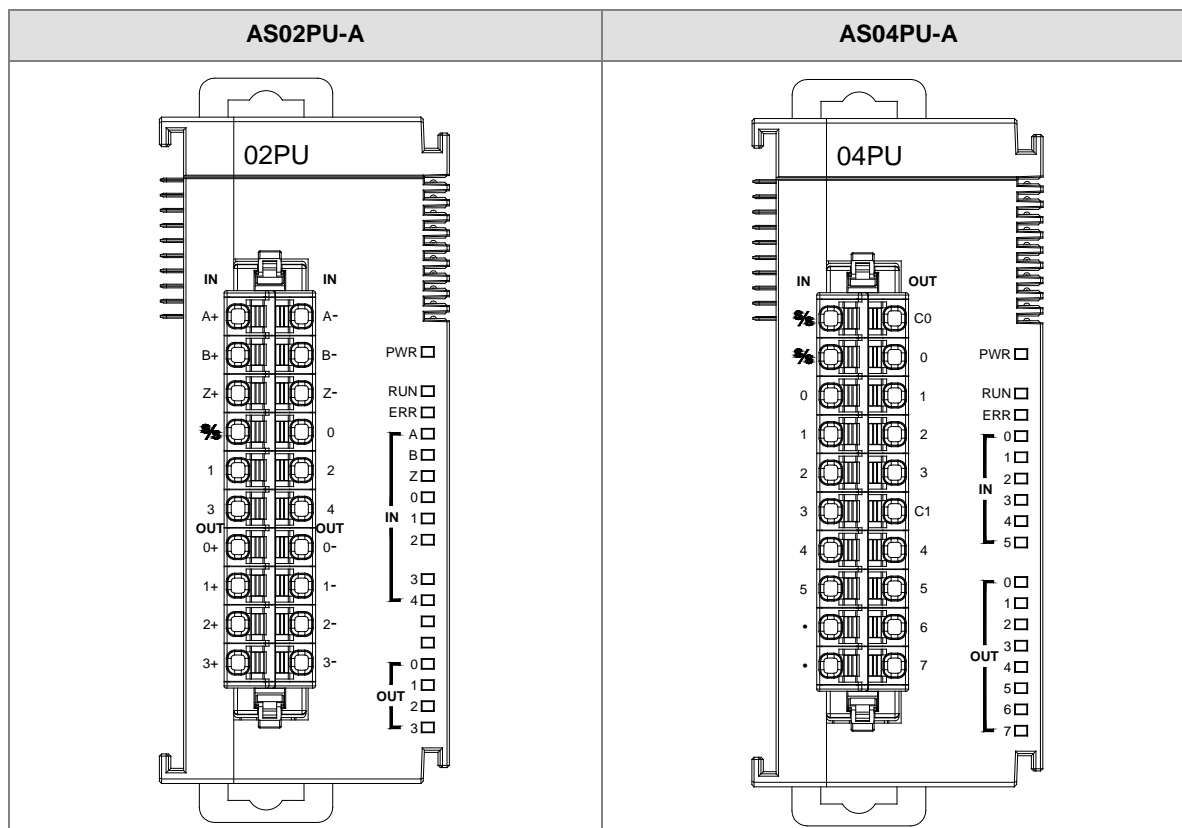 AS02PU-A
AS04PU-A
02PU
IN IN
A+ A-
B+ B-
Z+ Z-
S/S 0
1 2
3 4
OUT OUT
0+ 0-
1+ 1-
2+ 2-
3+ 3-
PWR
RUN
ERR
A
B
Z
0
1
2
3
4
IN
0
1
2
3
OUT
04PU
IN OUT
S/S C0
S/S 0
0 1
1 2
2 3
3 C1
4 4
5 5
• 6
• 7
PWR
RUN
ERR
0
1
2
3
4
5
IN
0
1
2
3
4
5
6
7
OUT